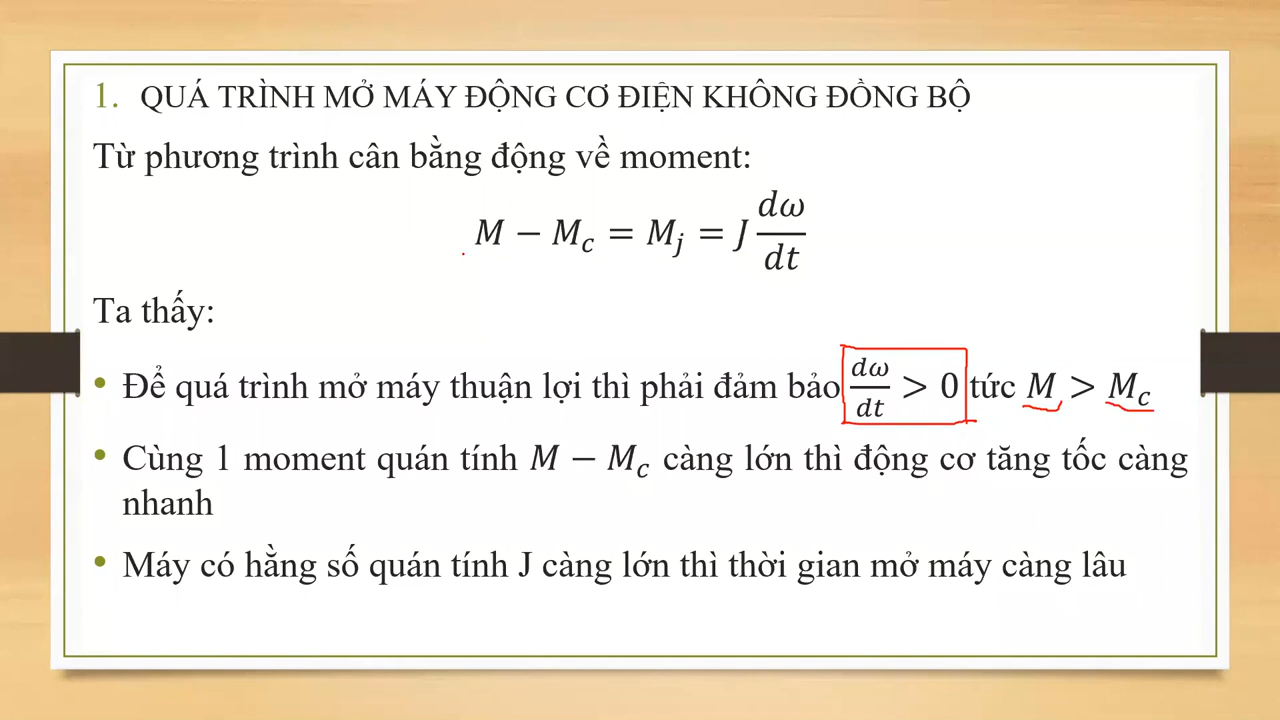 1. QUÁ TRÌNH MỞ MÁY ĐỘNG CƠ ĐIỆN KHÔNG ĐỒNG BỘ
Từ phương trình cân bằng động về moment:
M − M_c = M_j = J dω/dt
Ta thấy:
• Để quá trình mở máy thuận lợi thì phải đảm bảo dω/dt > 0 tức M > M_c
• Cùng 1 moment quán tính M − M_c càng lớn thì động cơ tăng tốc càng
nhanh
• Máy có hằng số quán tính J càng lớn thì thời gian mở máy càng lâu